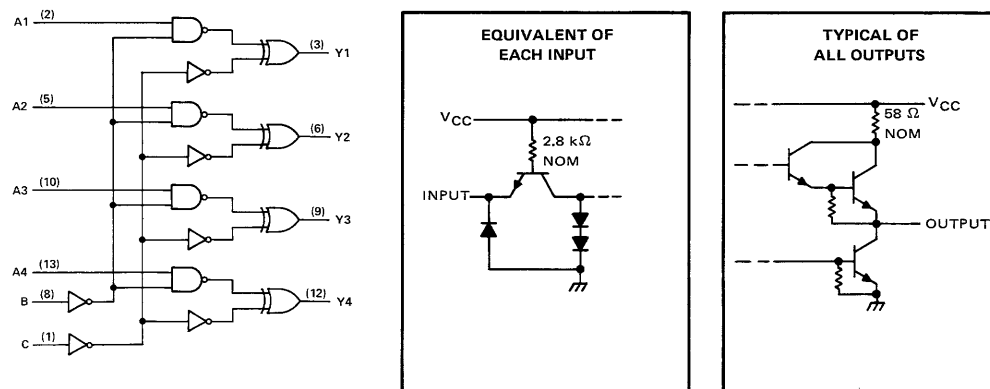 A1 (2)
(3) Y1
A2 (5)
(6) Y2
A3 (10)
(9) Y3
A4 (13)
B (8)
(12) Y4
C (1)
EQUIVALENT OF
EACH INPUT
VCC
2.8 kΩ
NOM
INPUT
TYPICAL OF
ALL OUTPUTS
VCC
58 Ω
NOM
OUTPUT